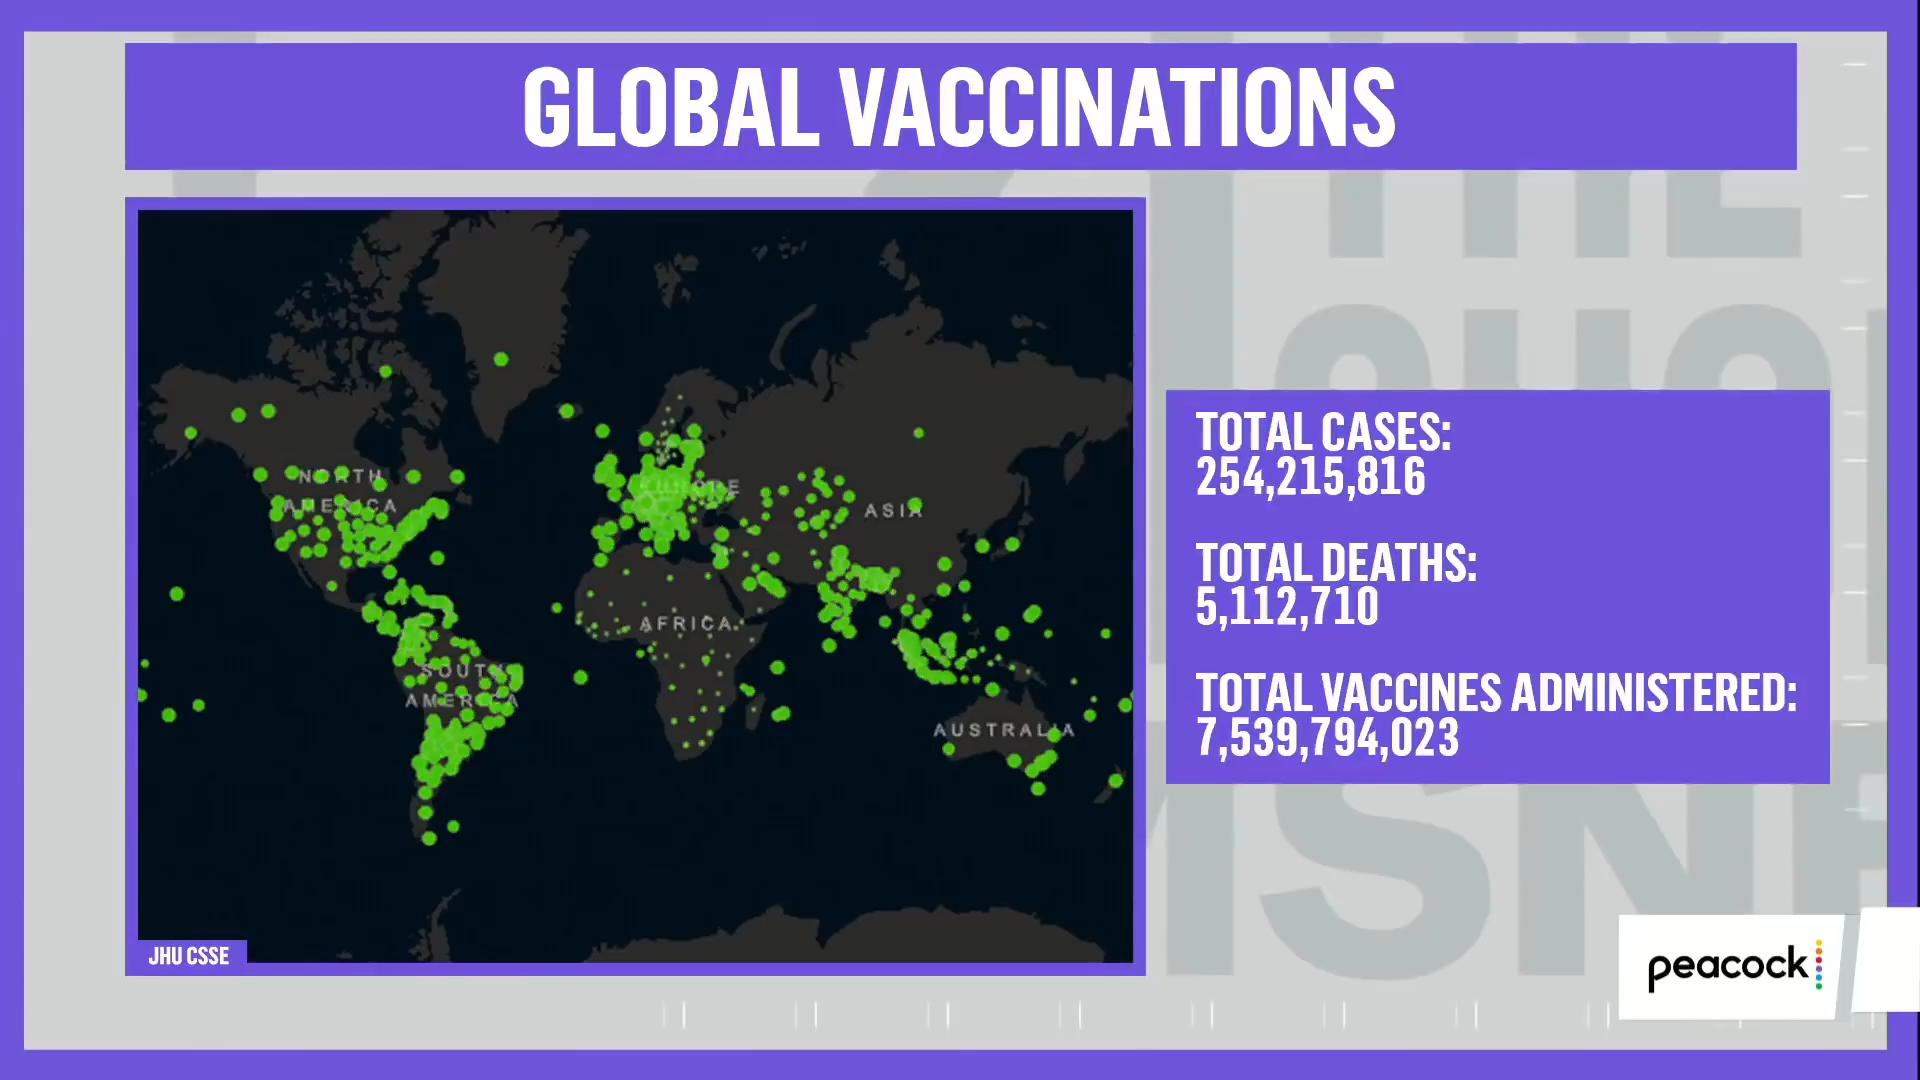 GLOBAL VACCINATIONS
NORTH
AMERICA
EUROPE
ASIA
AFRICA
SOUTH
AMERICA
AUSTRALIA
JHU CSSE
TOTAL CASES:
254,215,816
TOTAL DEATHS:
5,112,710
TOTAL VACCINES ADMINISTERED:
7,539,794,023
peacock